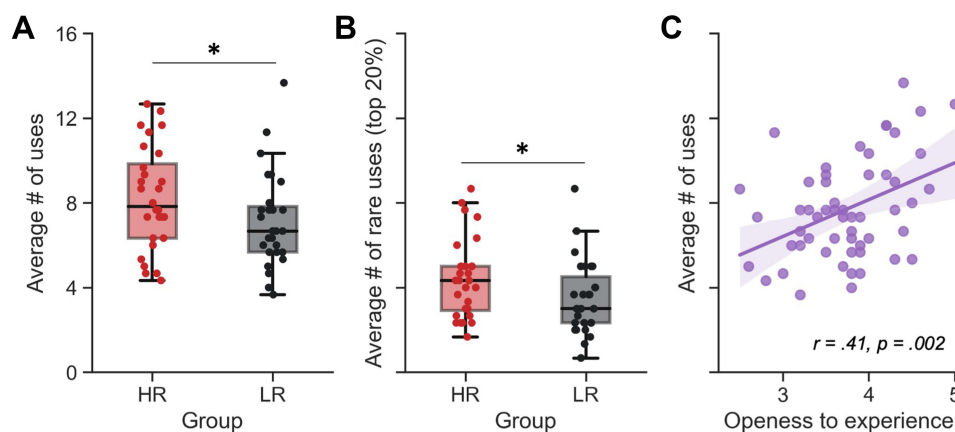 A
Average # of uses
16
12
8
4
0
*
HR
LR
Group
B
Average # of rare uses (top 20%)
*
HR
LR
Group
C
Average # of uses
r = .41, p = .002
3
4
5
Openness to experience